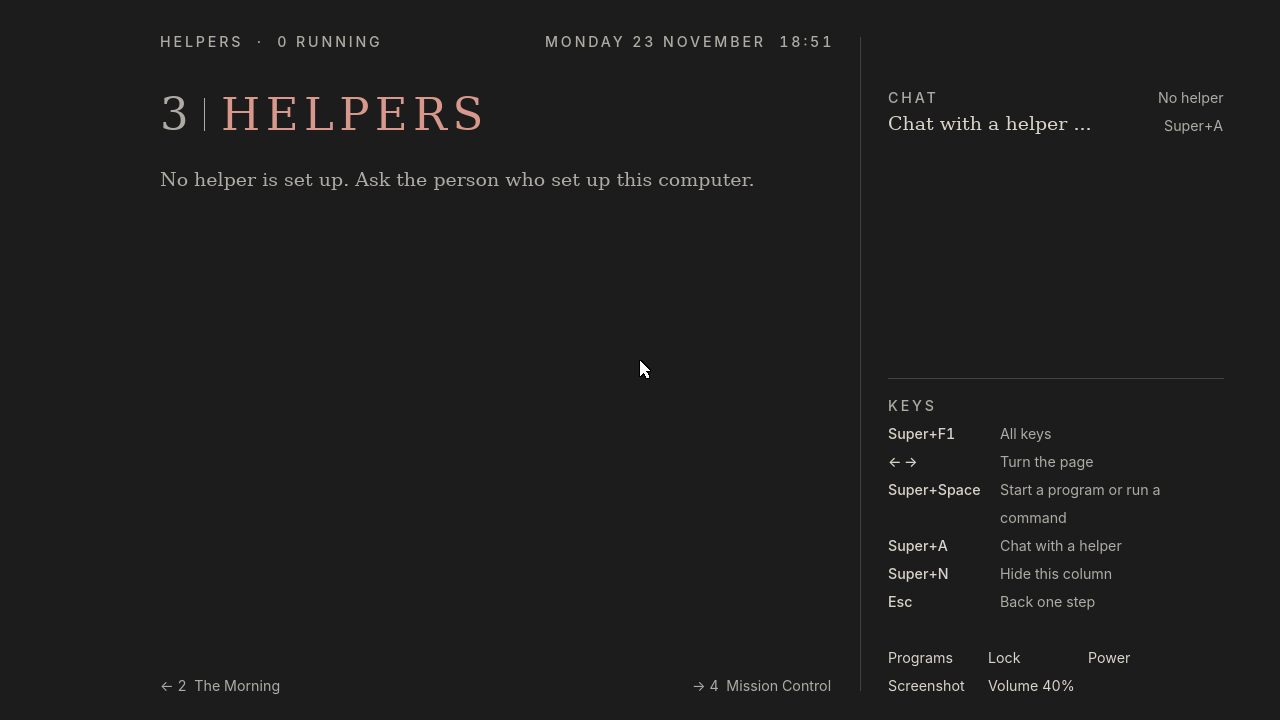 HELPERS · 0 RUNNING
MONDAY 23 NOVEMBER 18:51
3 HELPERS
No helper is set up. Ask the person who set up this computer.
← 2 The Morning
→ 4 Mission Control
CHAT
No helper
Chat with a helper ...
Super+A
KEYS
Super+F1 All keys
← → Turn the page
Super+Space Start a program or run a
command
Super+A Chat with a helper
Super+N Hide this column
Esc Back one step
Programs Lock Power
Screenshot Volume 40%